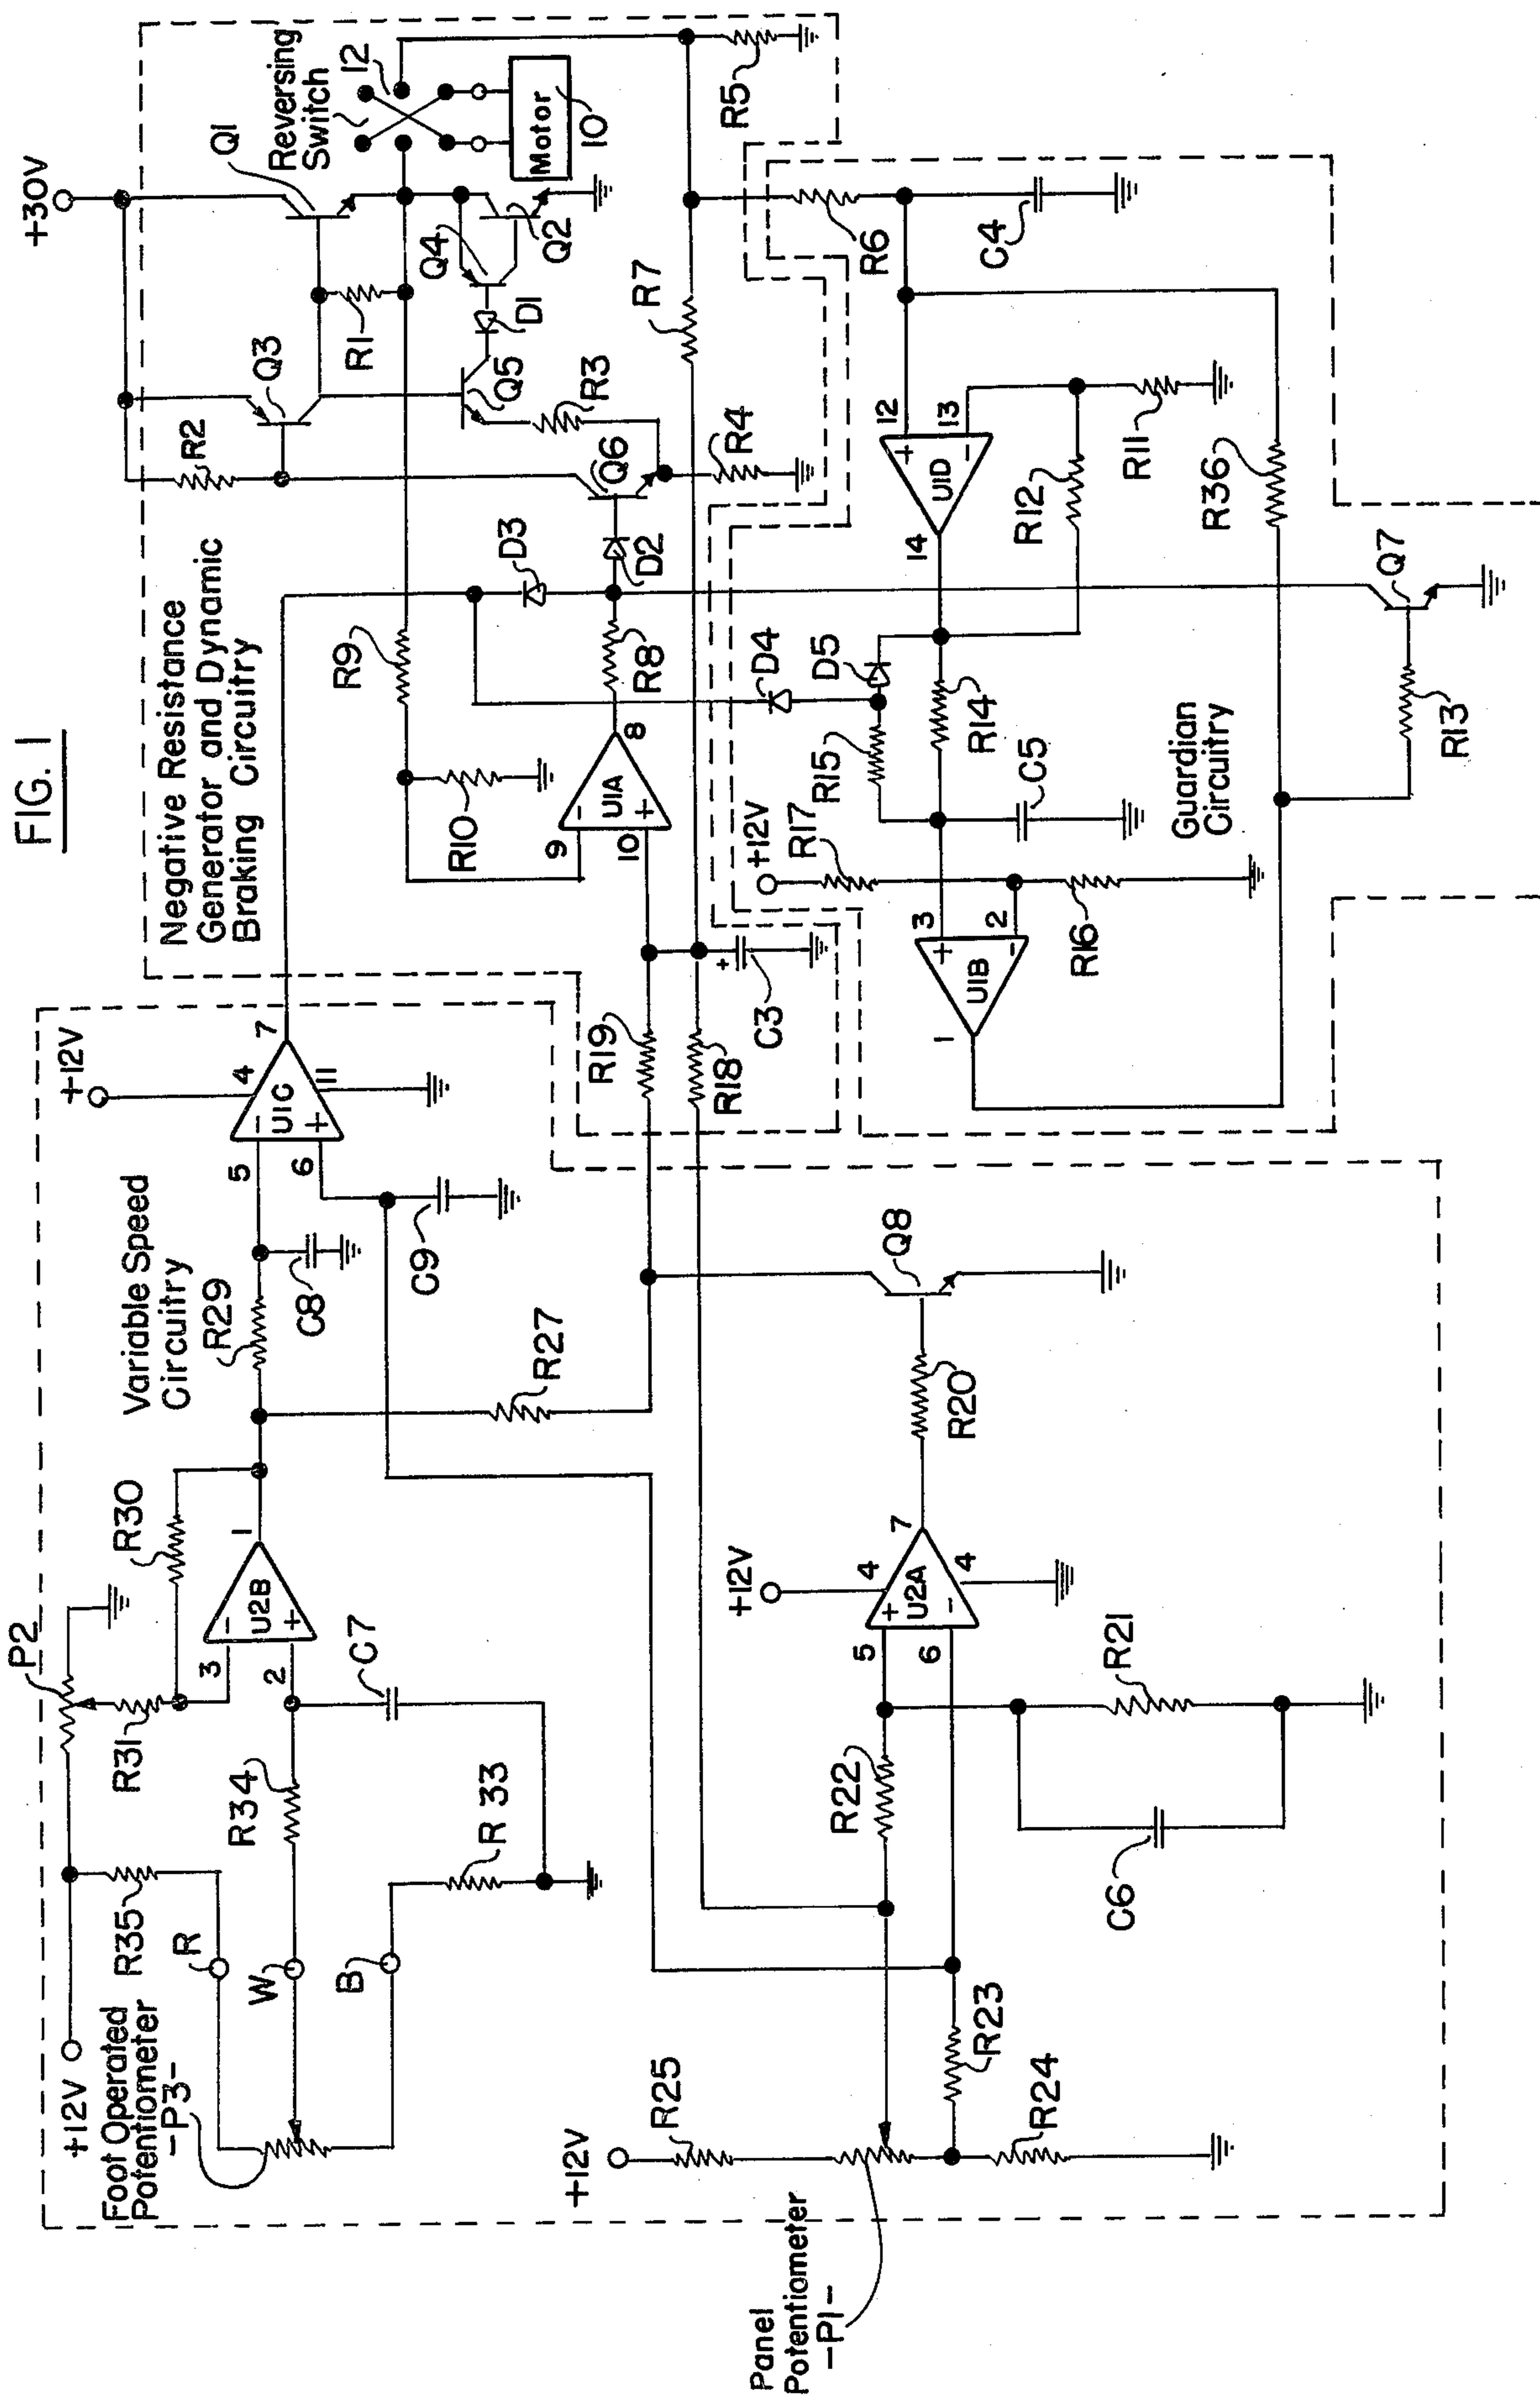 FIG. 1
+12V
Foot Operated
Potentiometer
-P3-
R
W
B
R35
P2
R31
R30
R34
3
2
U2B
-
+
1
C7
R 33
Variable Speed
Circuitry
R29
C8
C9
R27
+12V
5
6
4
11
7
U1C
-
+
Panel
Potentiometer
-P1-
+12V
R25
R24
R23
R22
R21
C6
+12V
5
6
4
4
7
U2A
+
-
R20
Q8
R19
R18
C3
+
Negative Resistance
Generator and Dynamic
Braking Circuitry
+30V
R9
R10
9
10
8
U1A
-
+
R8
D3
D2
R2
Q3
Q6
R4
R3
Q5
D1
R1
Q1
Q4
Q2
Reversing
Switch
12
Motor
10
R5
R7
Guardian
Circuitry
R6
C4
12
13
14
U1D
+
-
R11
R12
R36
D4
D5
R15
R14
C5
+12V
R17
R16
3
2
1
U1B
+
-
R13
Q7